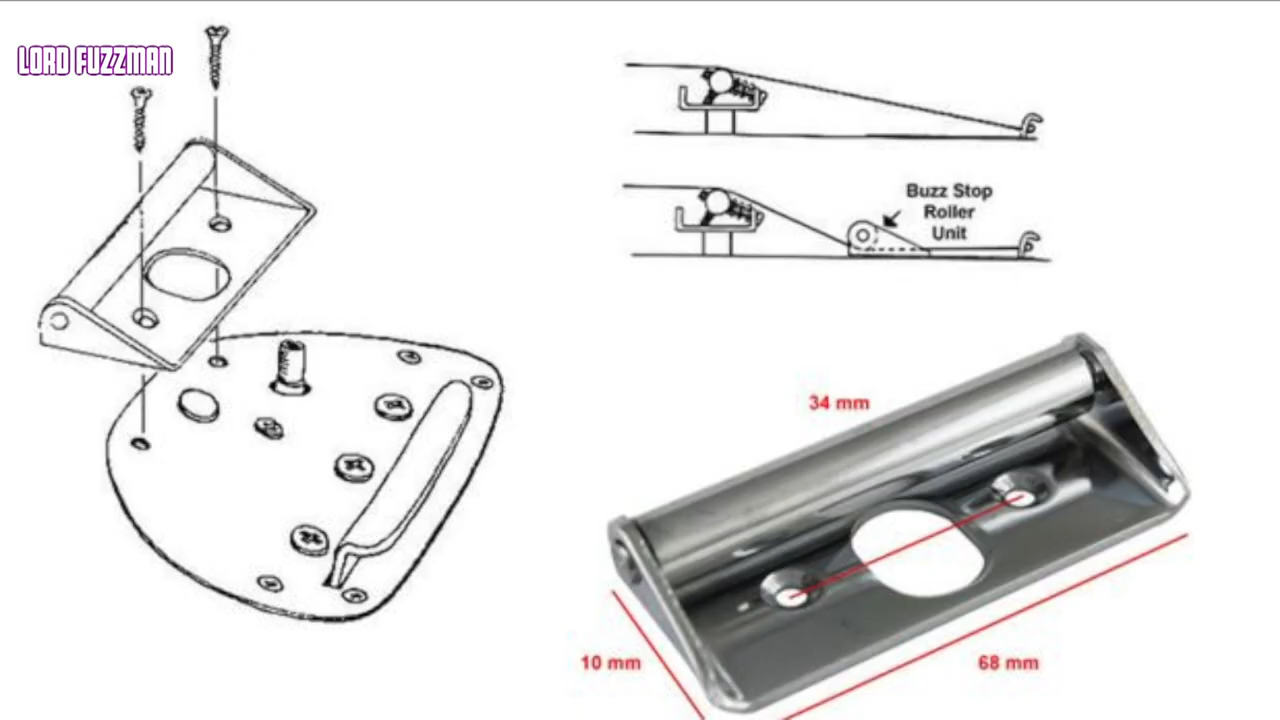 LORD FUZZMAN
Buzz Stop
Roller
Unit
34 mm
10 mm
68 mm